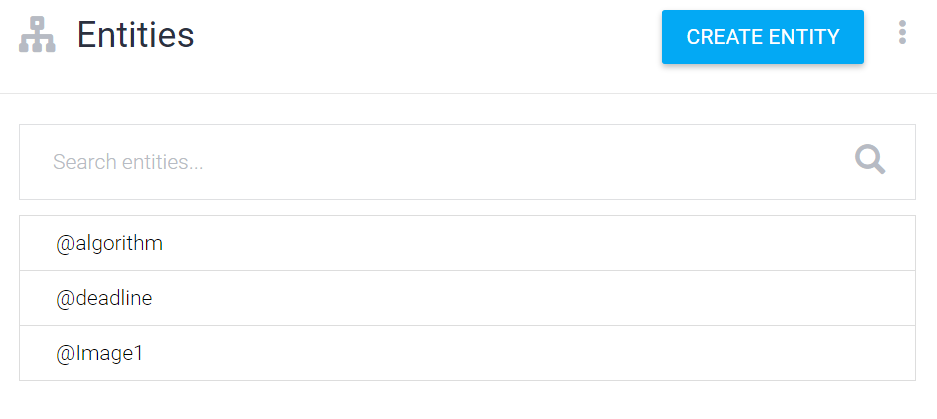 Entities
CREATE ENTITY
Search entities...
@algorithm
@deadline
@Image1